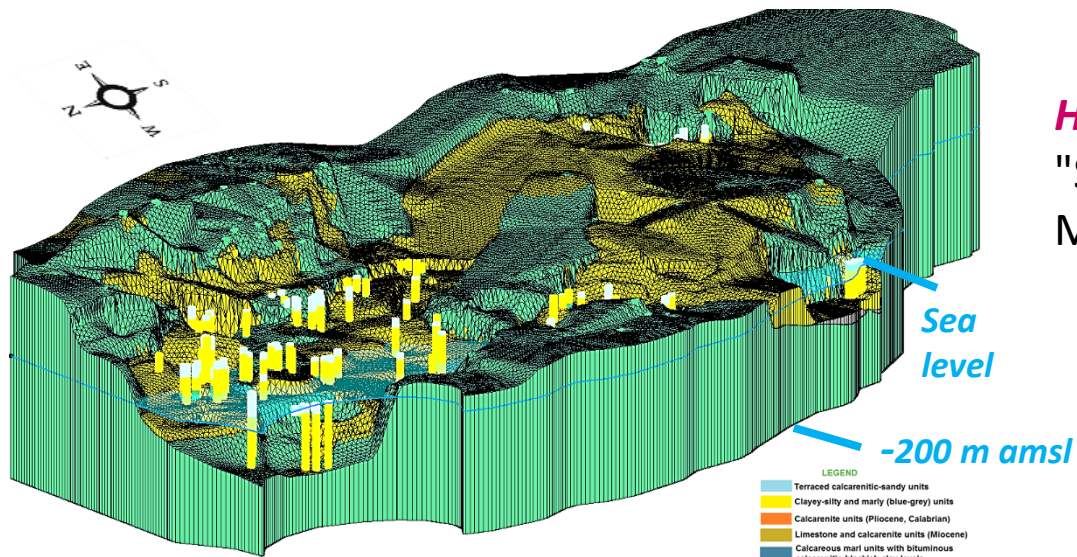 E
S
N
W
H
"S
M
Sea
level
-200 m amsl
LEGEND
Terraced calcarenitic-sandy units
Clayey-silty and marly (blue-grey) units
Calcarenite units (Pliocene, Calabrian)
Limestone and calcarenite units (Miocene)
Calcareous marl units with bituminous